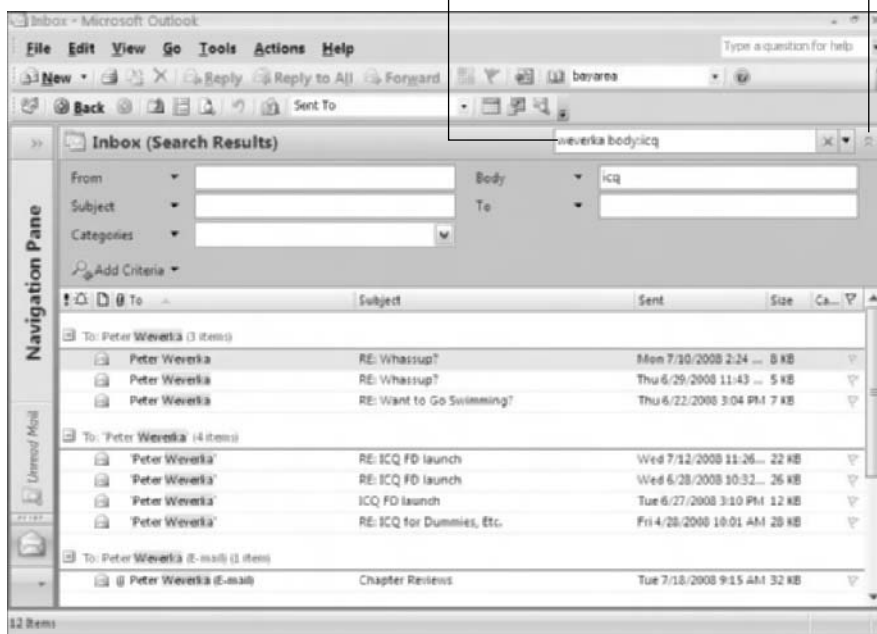 Inbox - Microsoft Outlook
File Edit View Go Tools Actions Help Type a question for help
New Reply Reply to All Forward bayarea
Back Sent To
Inbox (Search Results) weverka body:icq
From Body icq
Subject To
Categories
Add Criteria
Navigation Pane
Unread Mail
To Subject Sent Size Ca...
To: Peter Weverka (3 items)
Peter Weverka RE: Whassup? Mon 7/10/2008 2:24 ... 8 KB
Peter Weverka RE: Whassup? Thu 6/29/2008 11:43 ... 5 KB
Peter Weverka RE: Want to Go Swimming? Thu 6/22/2008 3:04 PM 7 KB
To: 'Peter Weverka' (4 items)
'Peter Weverka' RE: ICQ FD launch Wed 7/12/2008 11:26... 22 KB
'Peter Weverka' RE: ICQ FD launch Wed 6/28/2008 10:32... 26 KB
'Peter Weverka' ICQ FD launch Tue 6/27/2008 3:10 PM 12 KB
'Peter Weverka' RE: ICQ for Dummies, Etc. Fri 4/28/2008 10:01 AM 28 KB
To: Peter Weverka (E-mail) (1 item)
Peter Weverka (E-mail) Chapter Reviews Tue 7/18/2008 9:15 AM 32 KB
12 Items